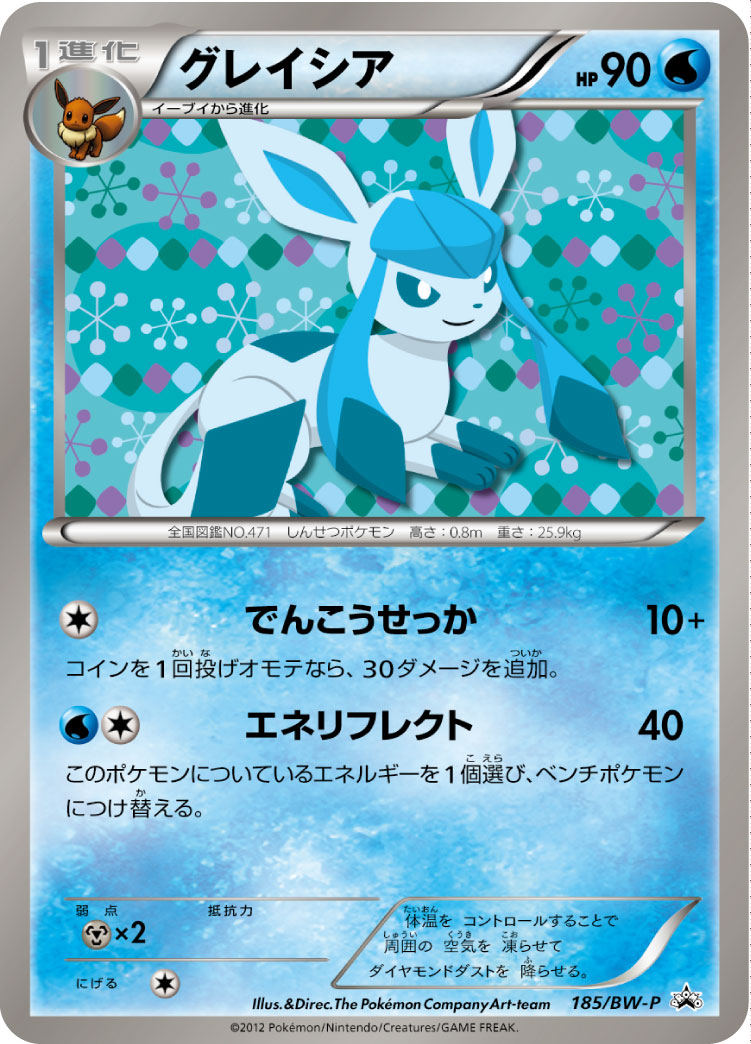 1進化
グレイシア
HP90
イーブイから進化
全国図鑑NO.471 しんせつポケモン 高さ:0.8m 重さ:25.9kg
でんこうせっか 10+
コインを1回投げオモテなら、30ダメージを追加。
エネリフレクト 40
このポケモンについているエネルギーを1個選び、ベンチポケモン
につけ替える。
弱点 抵抗力
×2
にげる
体温を コントロールすることで
周囲の 空気を 凍らせて
ダイヤモンドダストを 降らせる。
Illus.&Direc.The Pokémon CompanyArt-team 185/BW-P
©2012 Pokémon/Nintendo/Creatures/GAME FREAK.